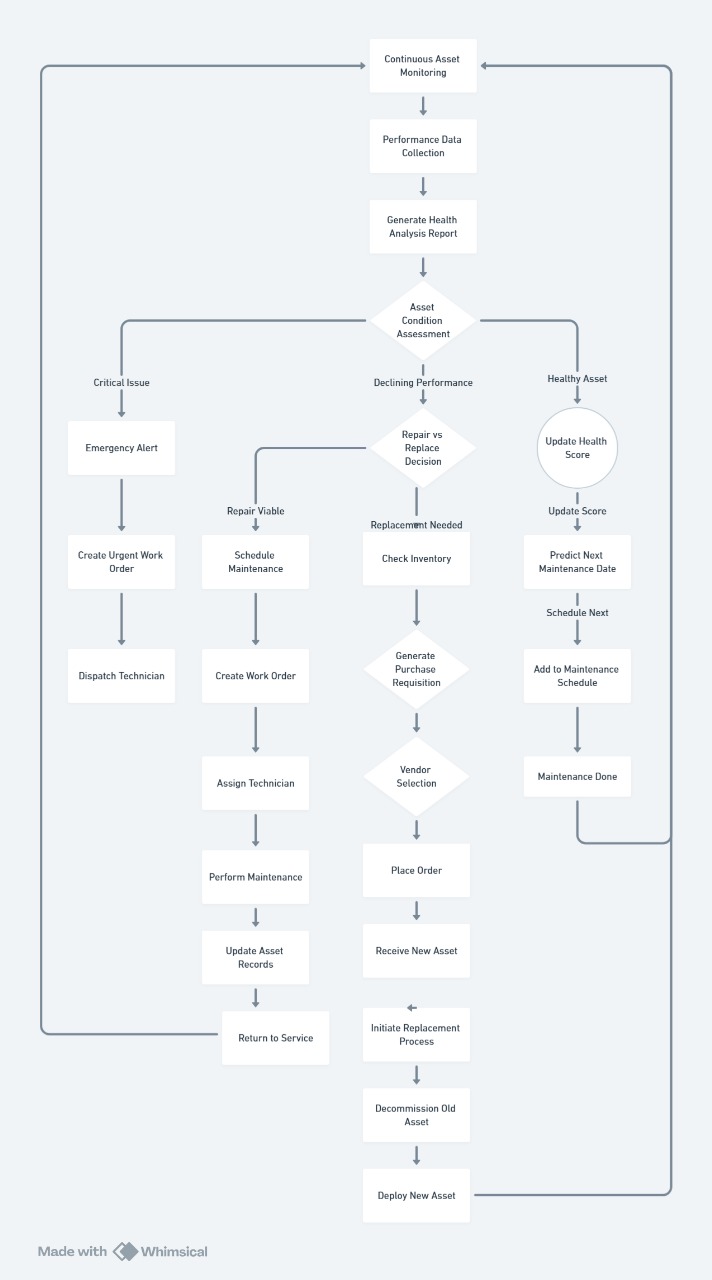 Continuous Asset
Monitoring
Performance Data
Collection
Generate Health
Analysis Report
Asset
Condition
Assessment
Critical Issue
Declining Performance
Healthy Asset
Emergency Alert
Repair vs
Replace
Decision
Update Health
Score
Repair Viable
Replacement Needed
Update Score
Create Urgent Work
Order
Schedule
Maintenance
Check Inventory
Predict Next
Maintenance Date
Schedule Next
Dispatch Technician
Create Work Order
Generate
Purchase
Requisition
Add to Maintenance
Schedule
Assign Technician
Vendor
Selection
Maintenance Done
Perform Maintenance
Place Order
Update Asset
Records
Receive New Asset
Return to Service
Initiate Replacement
Process
Decommission Old
Asset
Deploy New Asset
Made with Whimsical